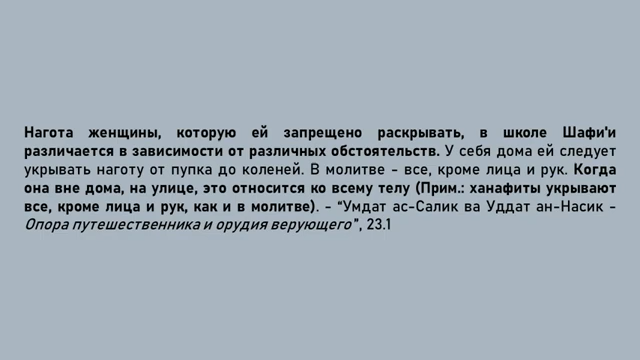 Нагота женщины, которую ей запрещено раскрывать, в школе Шафи'и
различается в зависимости от различных обстоятельств. У себя дома ей следует
укрывать наготу от пупка до коленей. В молитве - все, кроме лица и рук. Когда
она вне дома, на улице, это относится ко всему телу (Прим.: ханафиты укрывают
все, кроме лица и рук, как и в молитве). - “Умдат ас-Салик ва Уддат ан-Насик -
Опора путешественника и орудия верующего”, 23.1